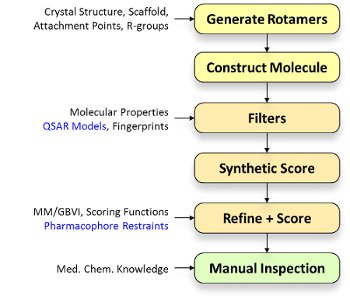 Crystal Structure, Scaffold,
Attachment Points, R-groups
Generate Rotamers
Construct Molecule
Molecular Properties
QSAR Models, Fingerprints
Filters
Synthetic Score
MM/GBVI, Scoring Functions
Pharmacophore Restraints
Refine + Score
Med. Chem. Knowledge
Manual Inspection